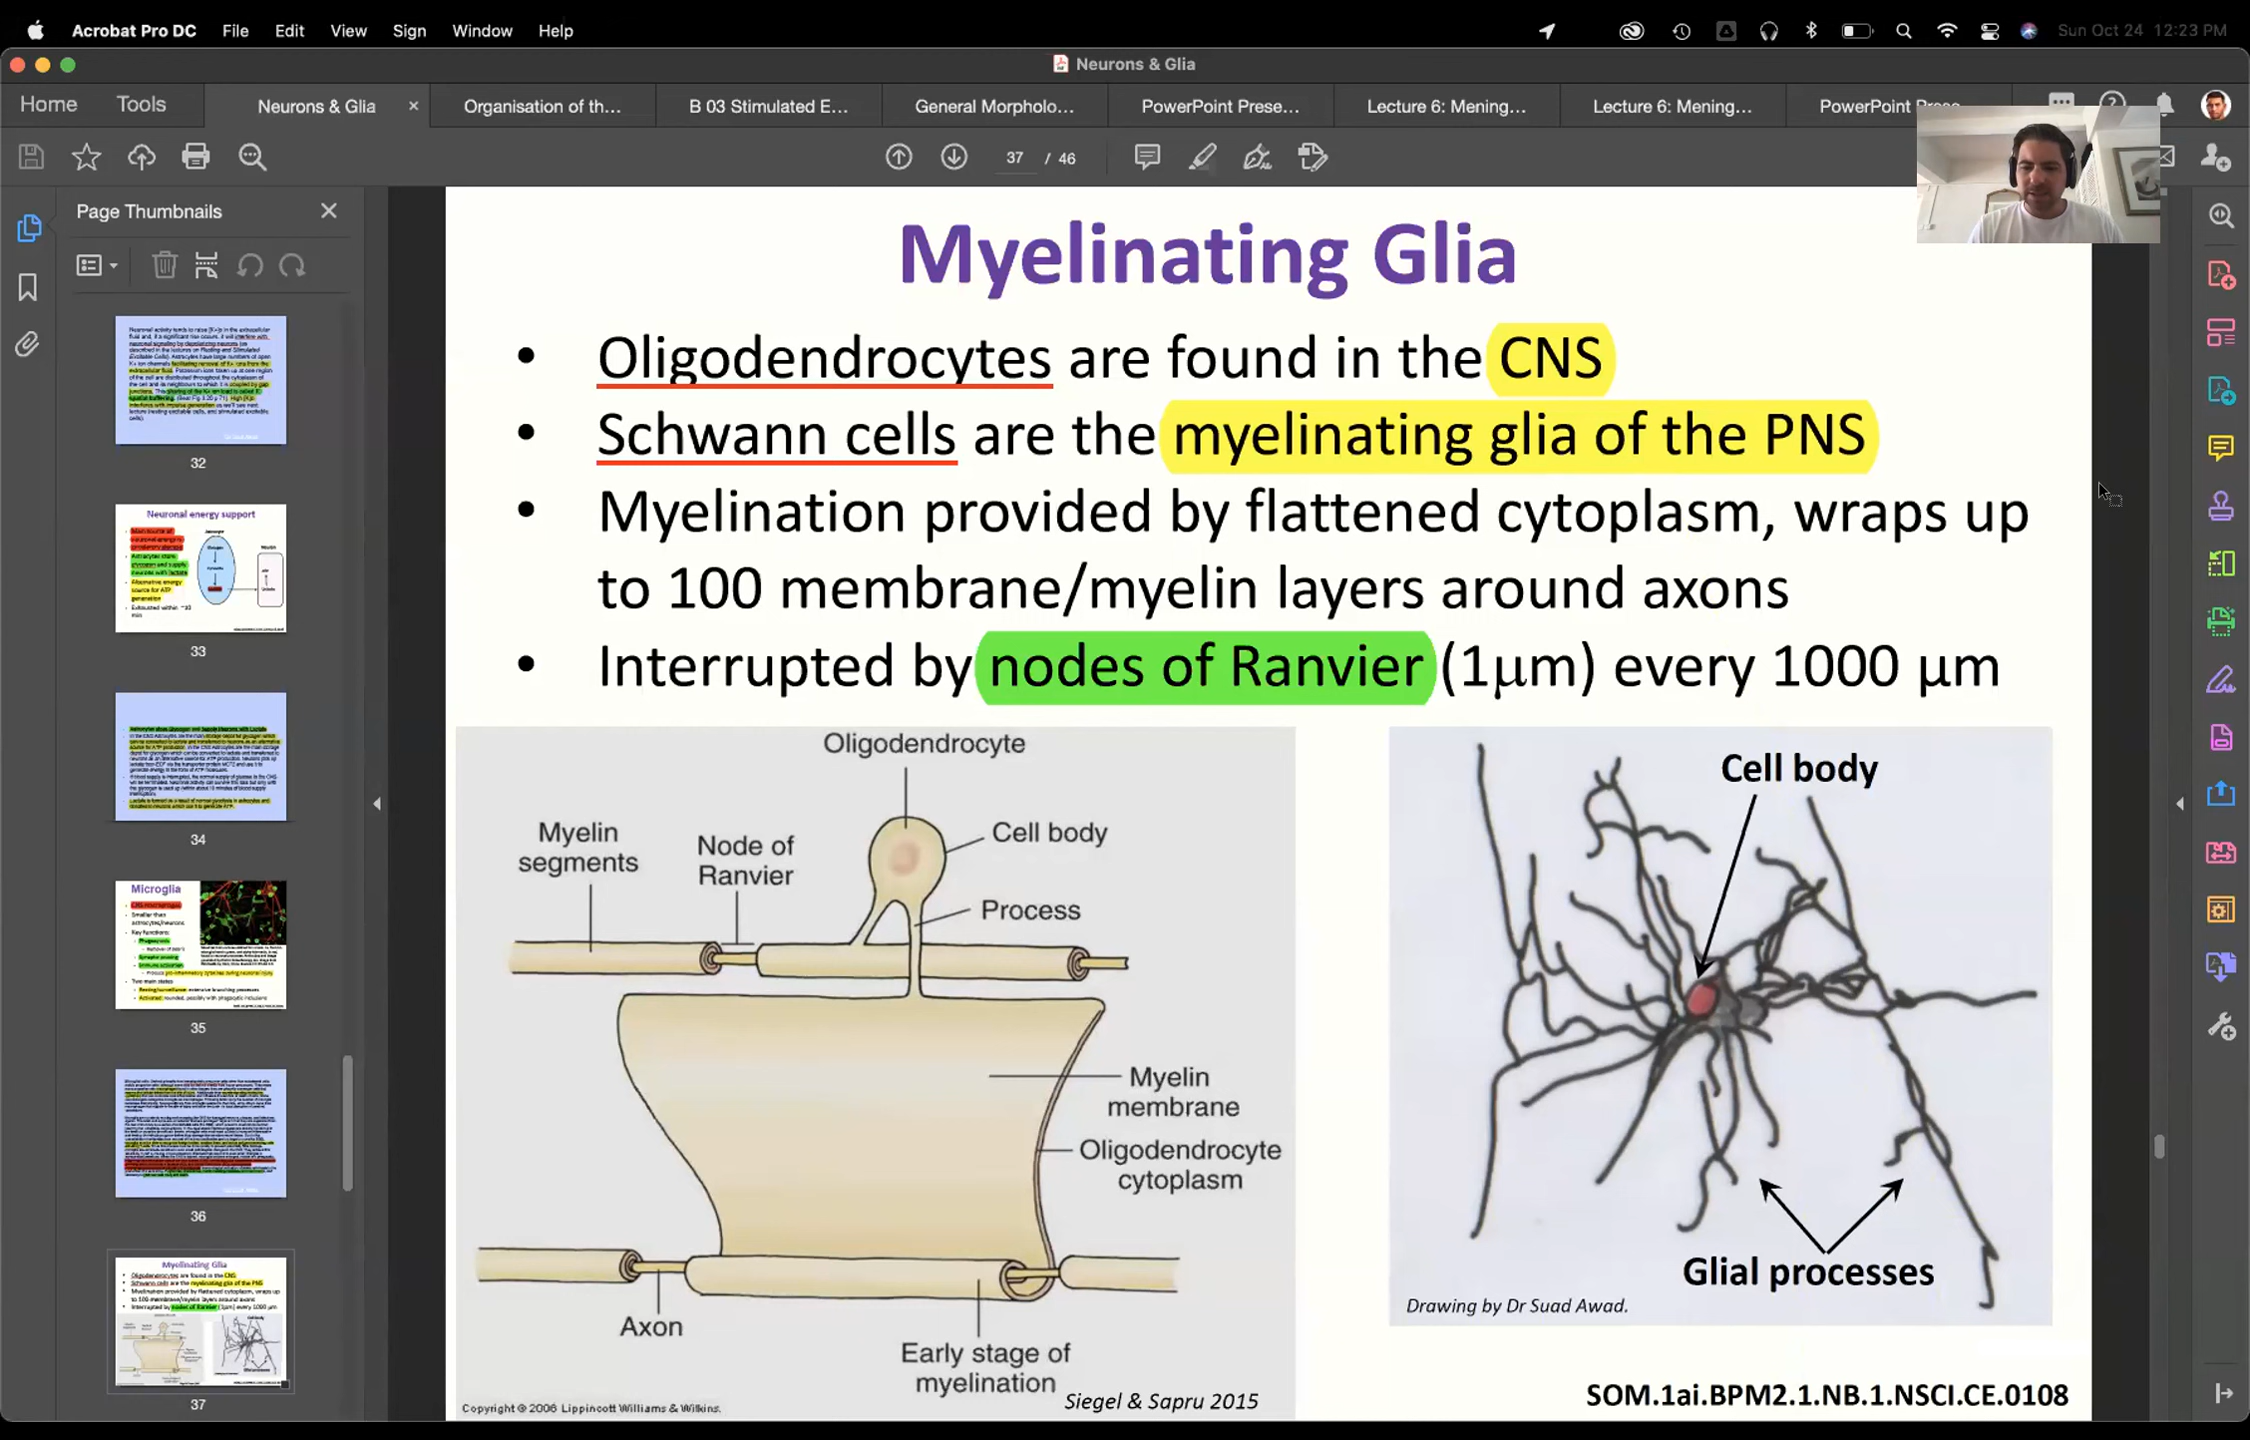 Acrobat Pro DC File Edit View Sign Window Help Sun Oct 24 12:23 PM
Neurons & Glia
Home Tools Neurons & Glia × Organisation of th... B 03 Stimulated E... General Morpholo... PowerPoint Prese... Lecture 6: Mening... Lecture 6: Mening... PowerPoint
37 / 46
Page Thumbnails
32
Neuronal energy support
33
34
Microglia
35
36
Myelinating Glia
37
Myelinating Glia
• Oligodendrocytes are found in the CNS
• Schwann cells are the myelinating glia of the PNS
• Myelination provided by flattened cytoplasm, wraps up
to 100 membrane/myelin layers around axons
• Interrupted by nodes of Ranvier (1μm) every 1000 μm
Oligodendrocyte
Myelin
segments
Node of
Ranvier
Cell body
Process
Myelin
membrane
Oligodendrocyte
cytoplasm
Axon
Early stage of
myelination
Copyright © 2006 Lippincott Williams & Wilkins.
Siegel & Sapru 2015
Cell body
Glial processes
Drawing by Dr Suad Awad.
SOM.1ai.BPM2.1.NB.1.NSCI.CE.0108